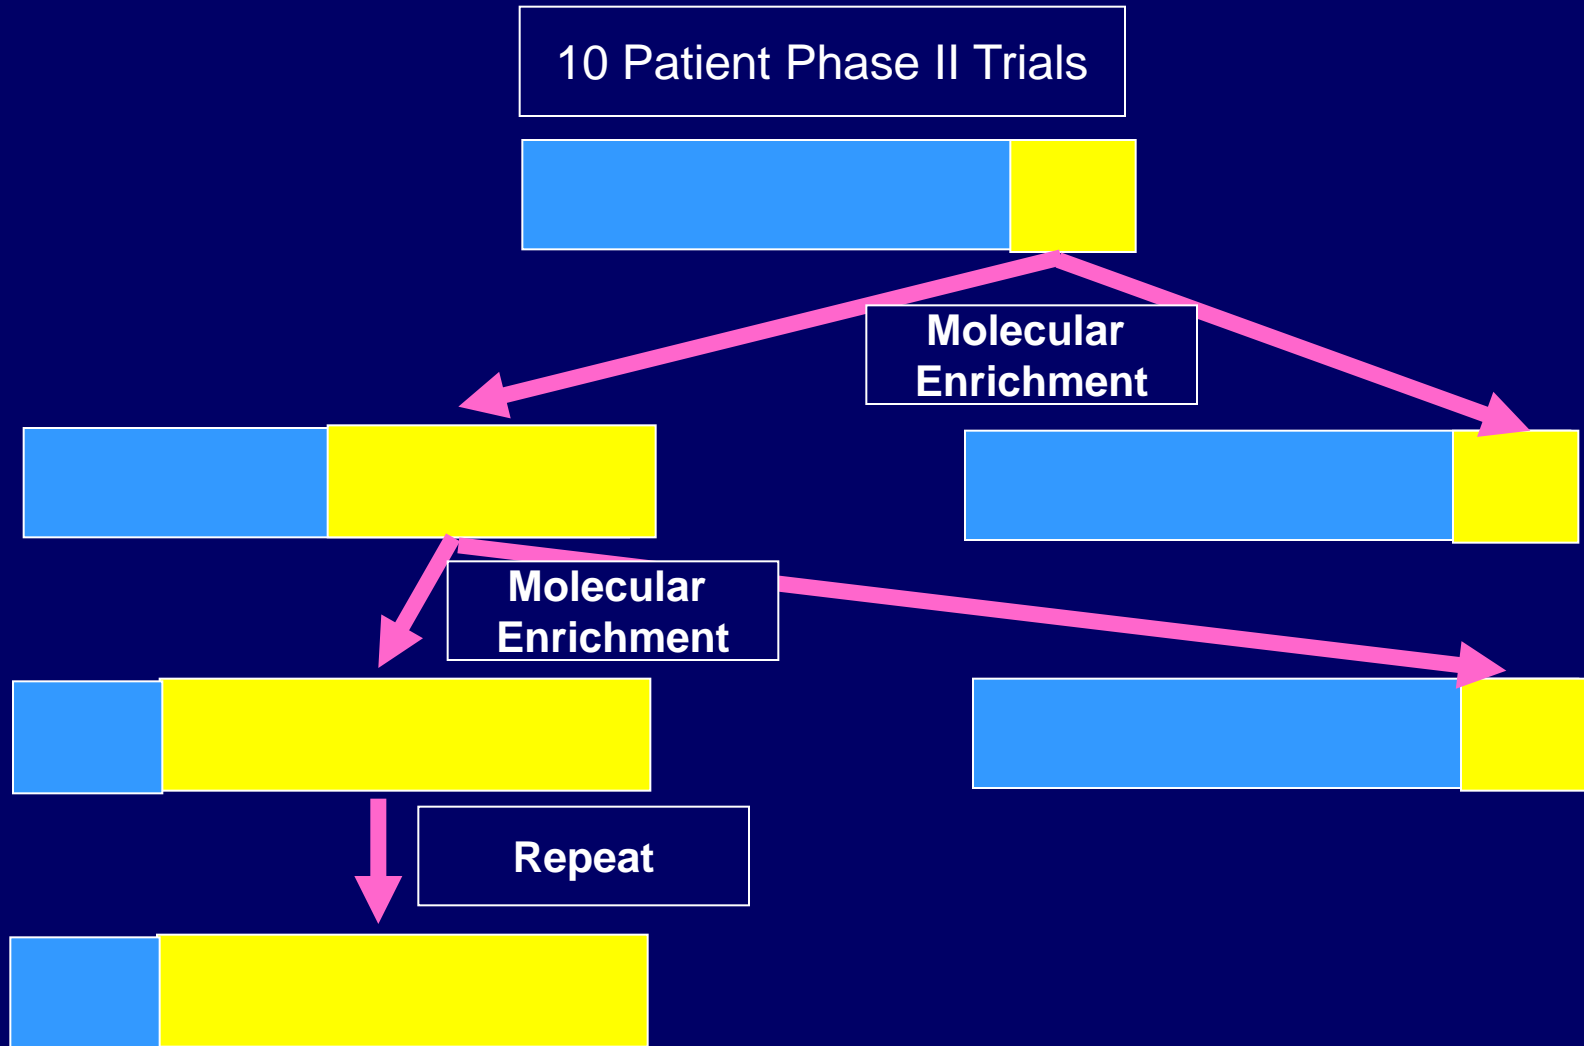 10 Patient Phase II Trials
Molecular
Enrichment
Molecular
Enrichment
Repeat